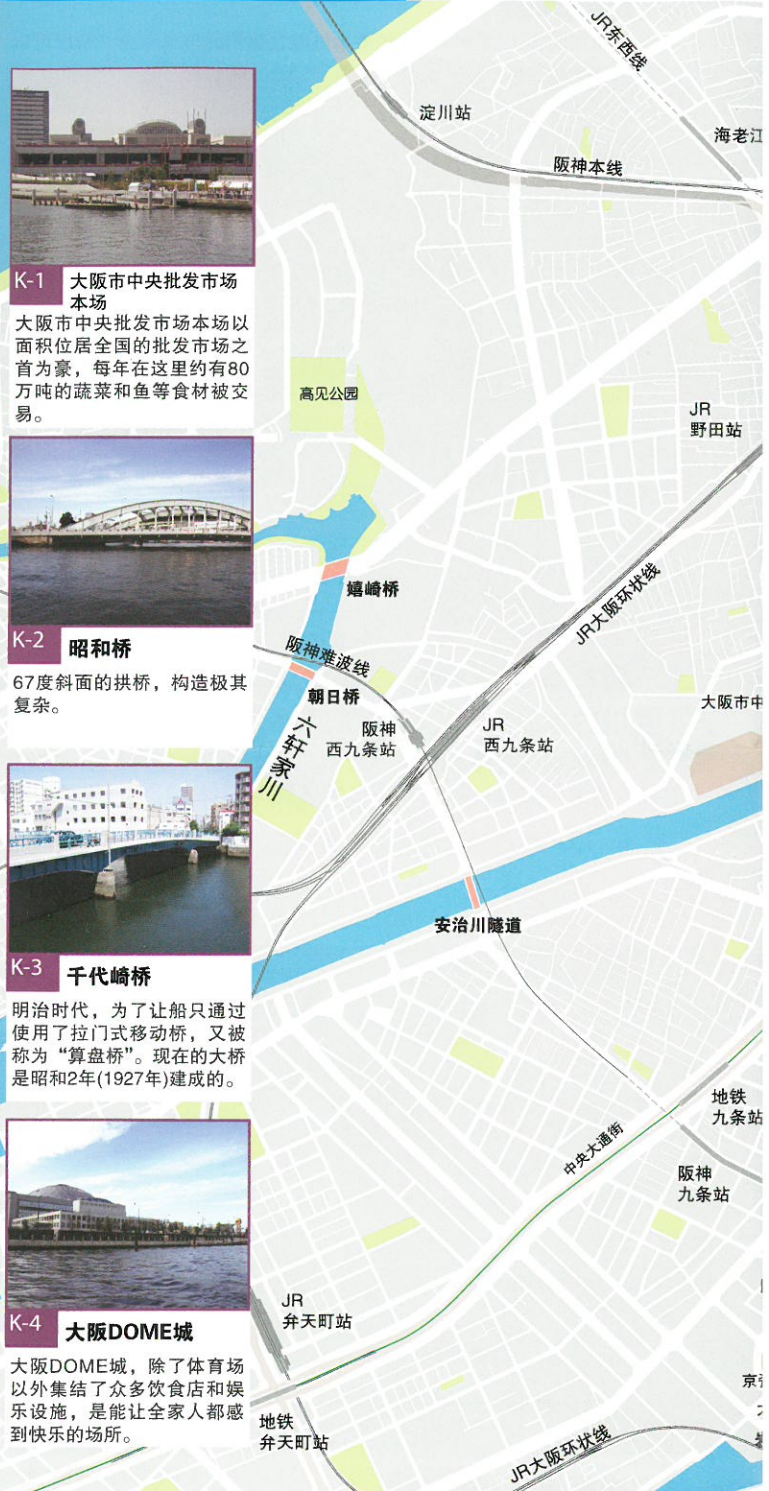 K-1
大阪市中央批发市场
本场
大阪市中央批发市场本场以
面积位居全国的批发市场之
首为豪，每年在这里约有80
万吨的蔬菜和鱼等食材被交
易。
K-2
昭和桥
67度斜面的拱桥，构造极其
复杂。
K-3
千代崎桥
明治时代，为了让船只通过
使用了拉门式移动桥，又被
称为“算盘桥”。现在的大桥
是昭和2年(1927年)建成的。
K-4
大阪DOME城
大阪DOME城，除了体育场
以外集结了众多饮食店和娱
乐设施，是能让全家人都感
到快乐的场所。
JR东西线
淀川站
海老江
阪神本线
高见公园
JR
野田站
嬉崎桥
JR大阪环状线
阪神难波线
朝日桥
大阪市中
六轩家川
阪神
西九条站
JR
西九条站
安治川隧道
地铁
九条站
中央大通街
阪神
九条站
JR
弁天町站
地铁
弁天町站
JR大阪环状线